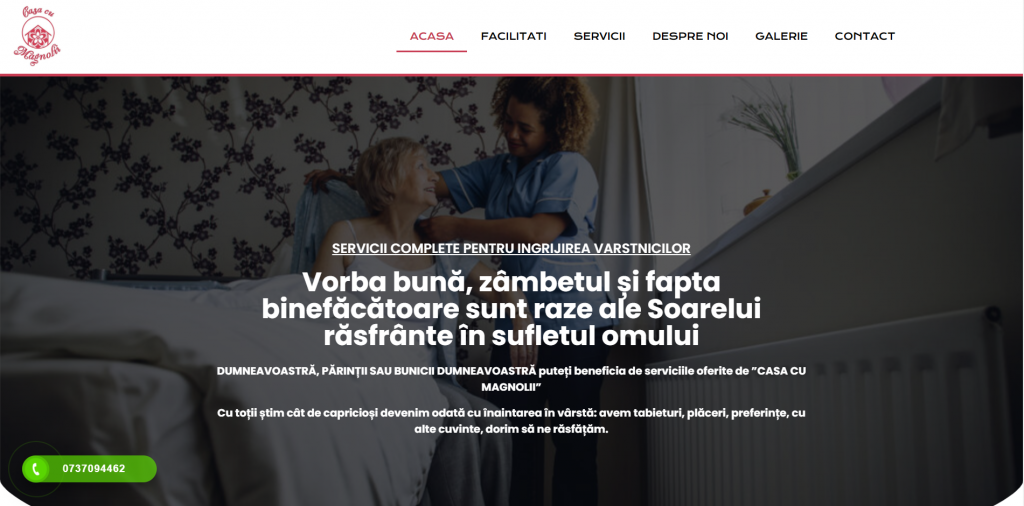 Casa cu
Magnolii
ACASA
FACILITATI
SERVICII
DESPRE NOI
GALERIE
CONTACT
SERVICII COMPLETE PENTRU INGRIJIREA VARSTNICILOR
Vorba bună, zâmbetul și fapta
binefăcătoare sunt raze ale Soarelui
răsfrânte în sufletul omului
DUMNEAVOASTRĂ, PĂRINȚII SAU BUNICII DUMNEAVOASTRĂ puteți beneficia de serviciile oferite de ”CASA CU
MAGNOLII”
Cu toții știm cât de capricioși devenim odată cu înaintarea în vârstă: avem tabieturi, plăceri, preferințe, cu
alte cuvinte, dorim să ne răsfățăm.
0737094462